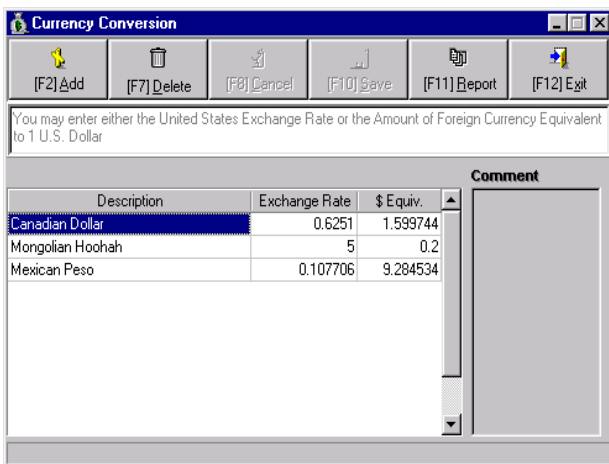 Currency Conversion
[F2] Add [F7] Delete [F8] Cancel [F10] Save [F11] Report [F12] Exit
You may enter either the United States Exchange Rate or the Amount of Foreign Currency Equivalent
to 1 U.S. Dollar
Comment
Description Exchange Rate $ Equiv.
Canadian Dollar 0.6251 1.599744
Mongolian Hoohah 5 0.2
Mexican Peso 0.107706 9.284534